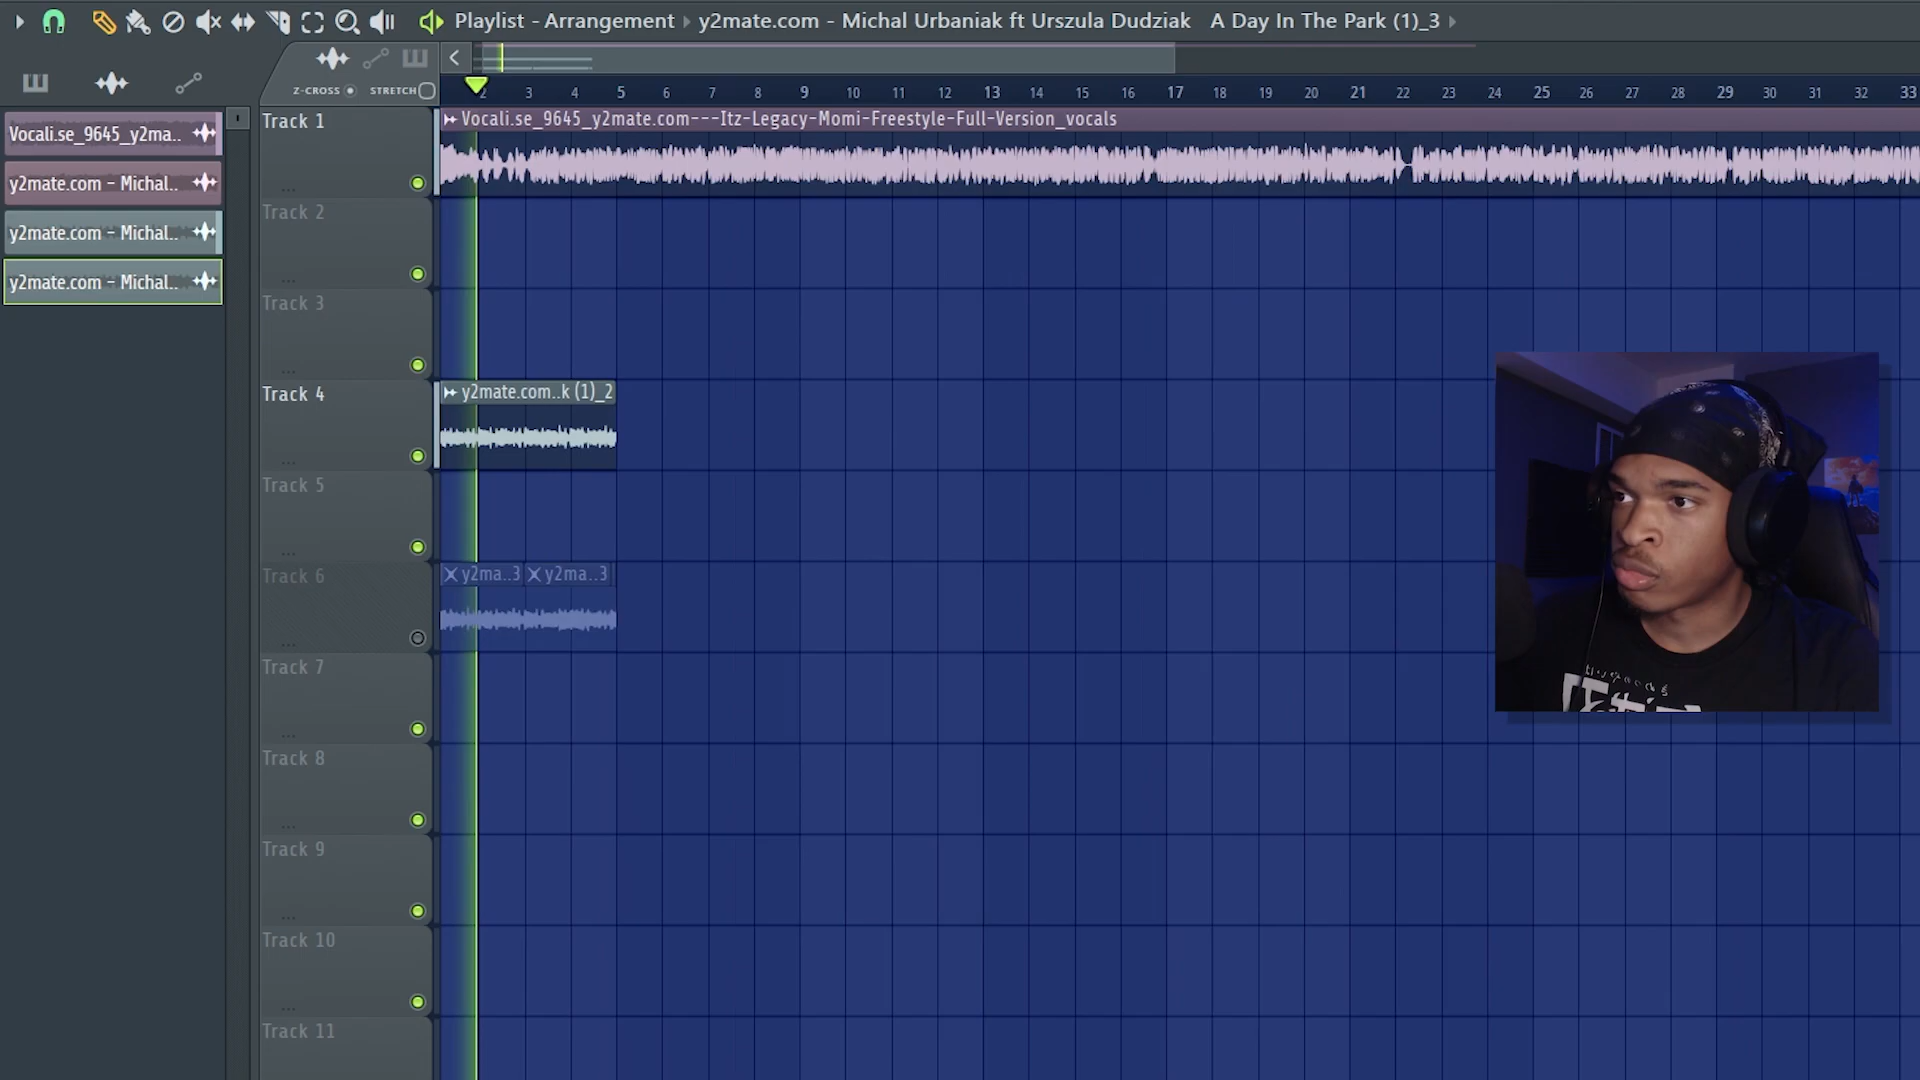 Playlist - Arrangement ▸ y2mate.com - Michal Urbaniak ft Urszula Dudziak A Day In The Park (1)_3
Z-CROSS STRETCH
2 3 4 5 6 7 8 9 10 11 12 13 14 15 16 17 18 19 20 21 22 23 24 25 26 27 28 29 30 31 32 33
Vocali.se_9645_y2ma..
y2mate.com - Michal..
y2mate.com - Michal..
y2mate.com - Michal..
Track 1
Vocali.se_9645_y2mate.com---Itz-Legacy-Momi-Freestyle-Full-Version_vocals
Track 2
Track 3
Track 4
y2mate.com..k (1)_2
Track 5
Track 6
y2ma..3 y2ma..3
Track 7
Track 8
Track 9
Track 10
Track 11